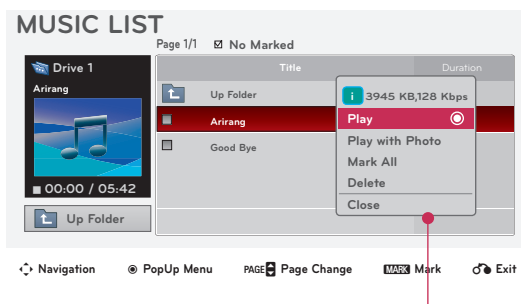 MUSIC LIST
Page 1/1 No Marked
Drive 1
Arirang
00:00 / 05:42
Up Folder
Title Duration
Up Folder
Arirang
Good Bye
i 3945 KB,128 Kbps
Play
Play with Photo
Mark All
Delete
Close
Navigation PopUp Menu PAGE Page Change MARK Mark Exit